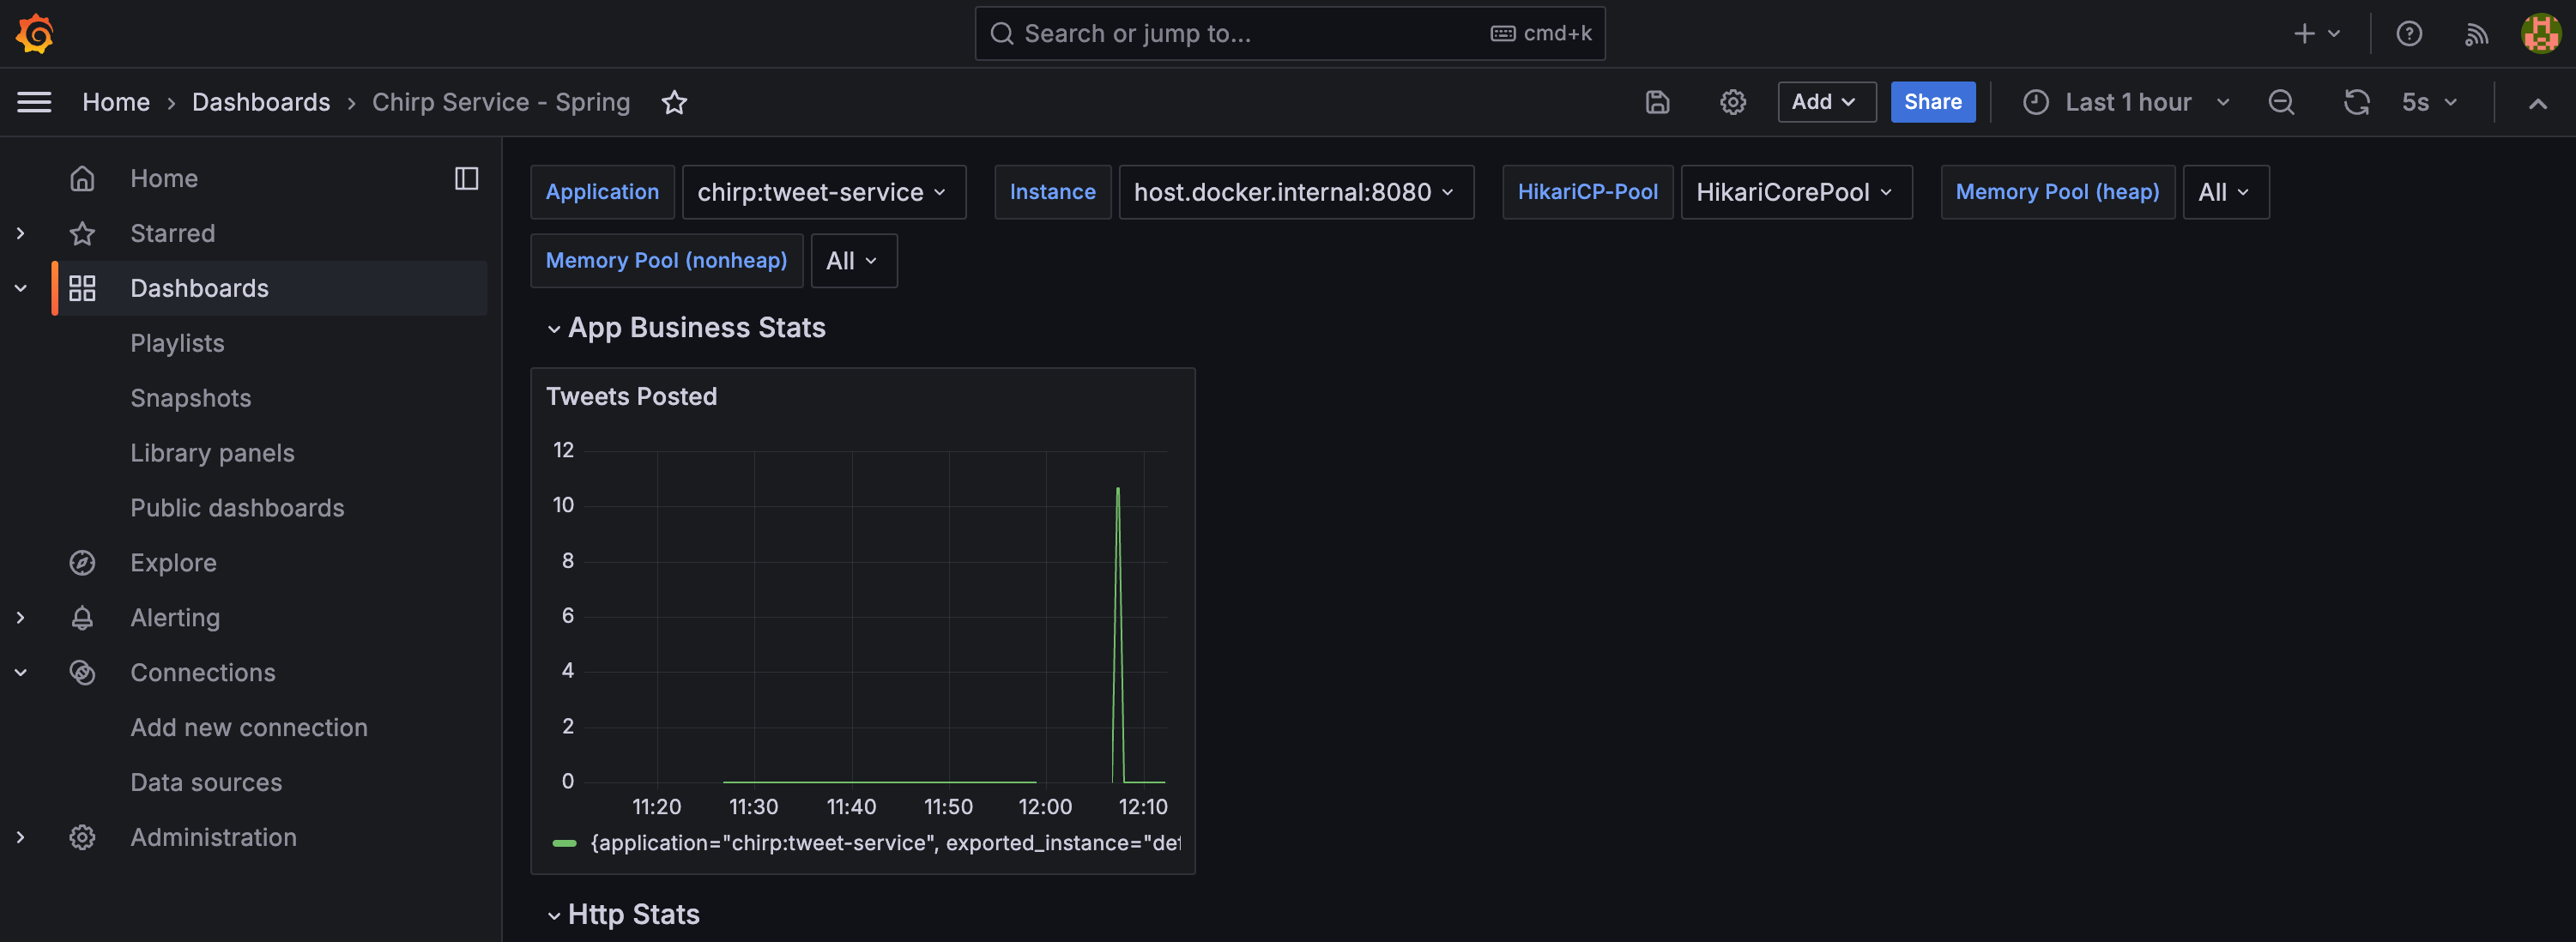 Search or jump to...
cmd+k
Home › Dashboards › Chirp Service - Spring
Add
Share
Last 1 hour
5s
Home
Starred
Dashboards
Playlists
Snapshots
Library panels
Public dashboards
Explore
Alerting
Connections
Add new connection
Data sources
Administration
Application chirp:tweet-service
Instance host.docker.internal:8080
HikariCP-Pool HikariCorePool
Memory Pool (heap) All
Memory Pool (nonheap) All
App Business Stats
Tweets Posted
12
10
8
6
4
2
0
11:20 11:30 11:40 11:50 12:00 12:10
{application="chirp:tweet-service", exported_instance="def
Http Stats